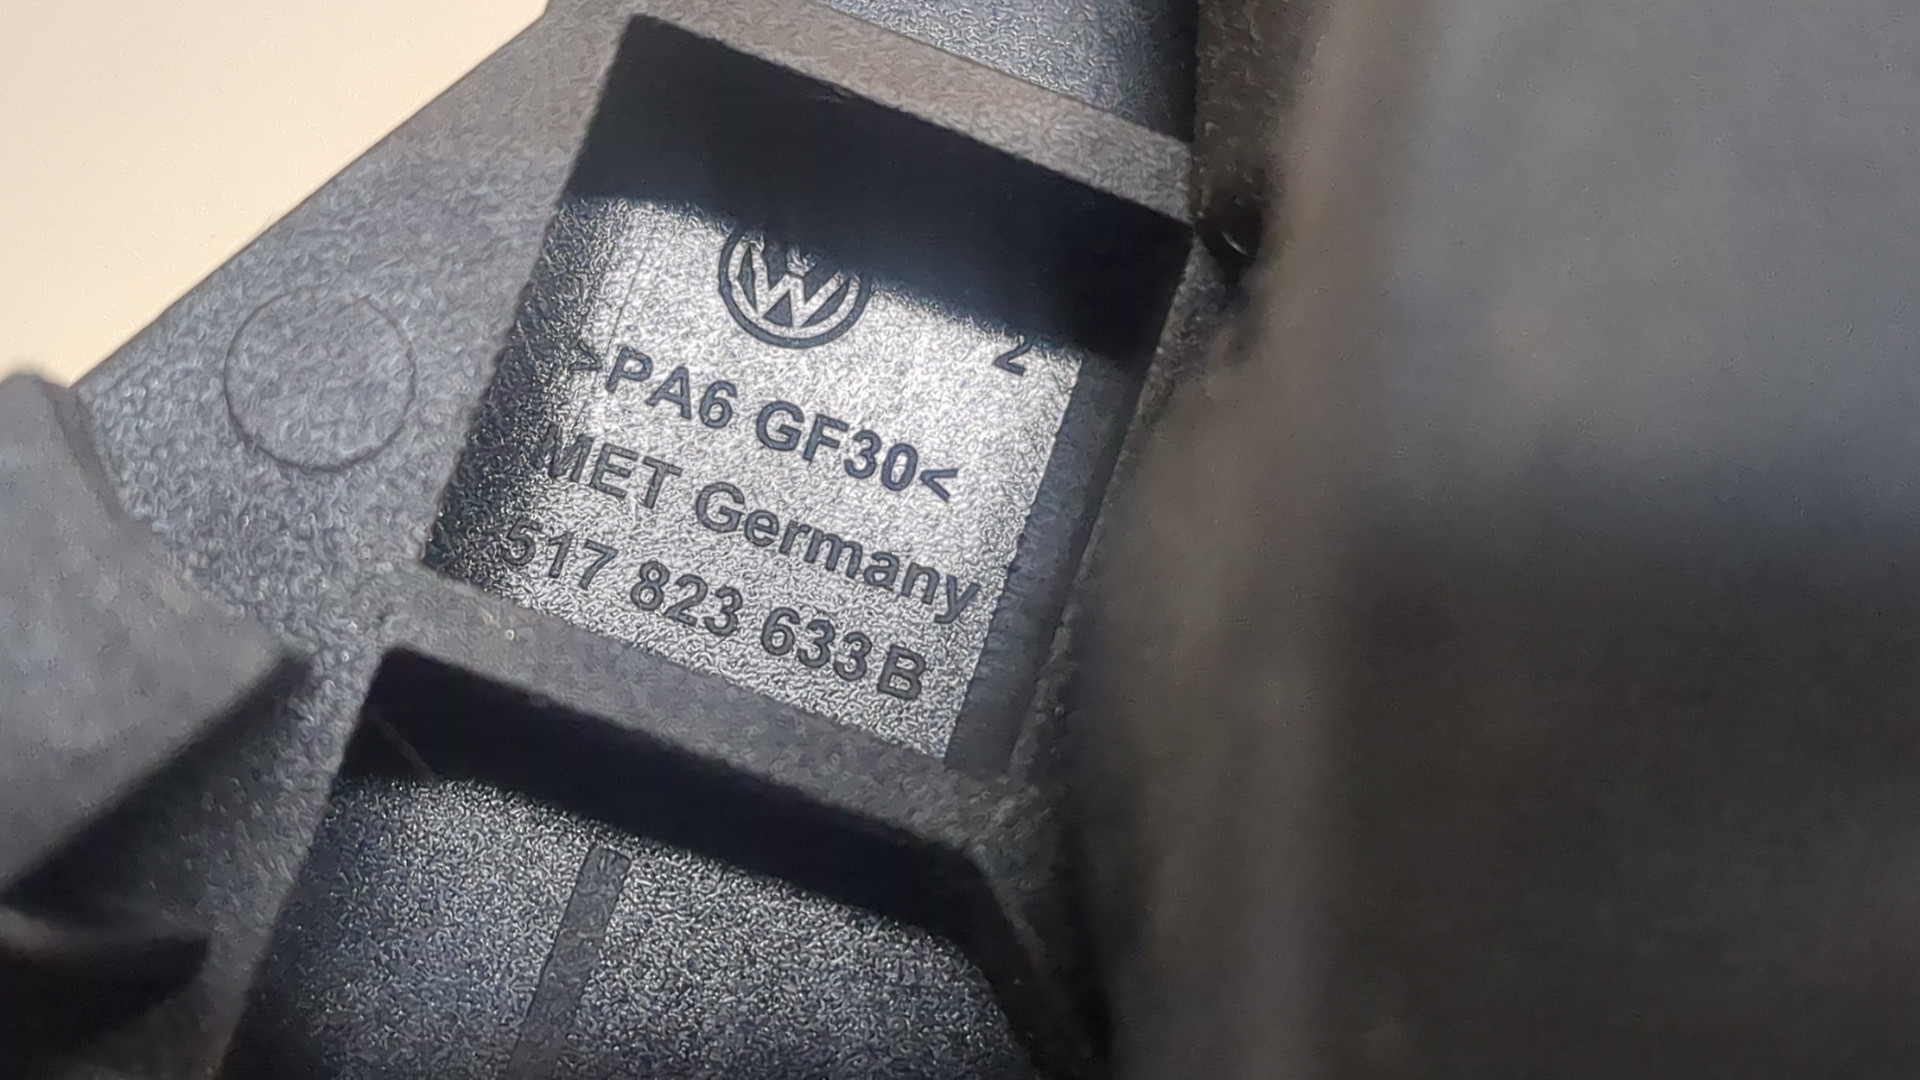 2
>PA6 GF30<
MET Germany
517 823 633 B